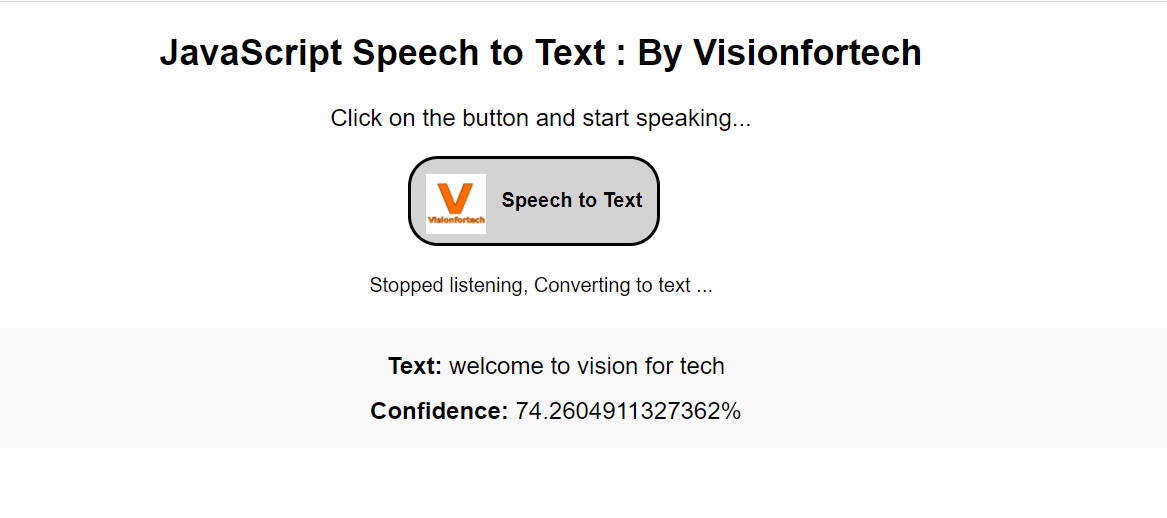 JavaScript Speech to Text : By Visionfortech
Click on the button and start speaking...
V
Visionfortech
Speech to Text
Stopped listening, Converting to text ...
Text: welcome to vision for tech
Confidence: 74.2604911327362%